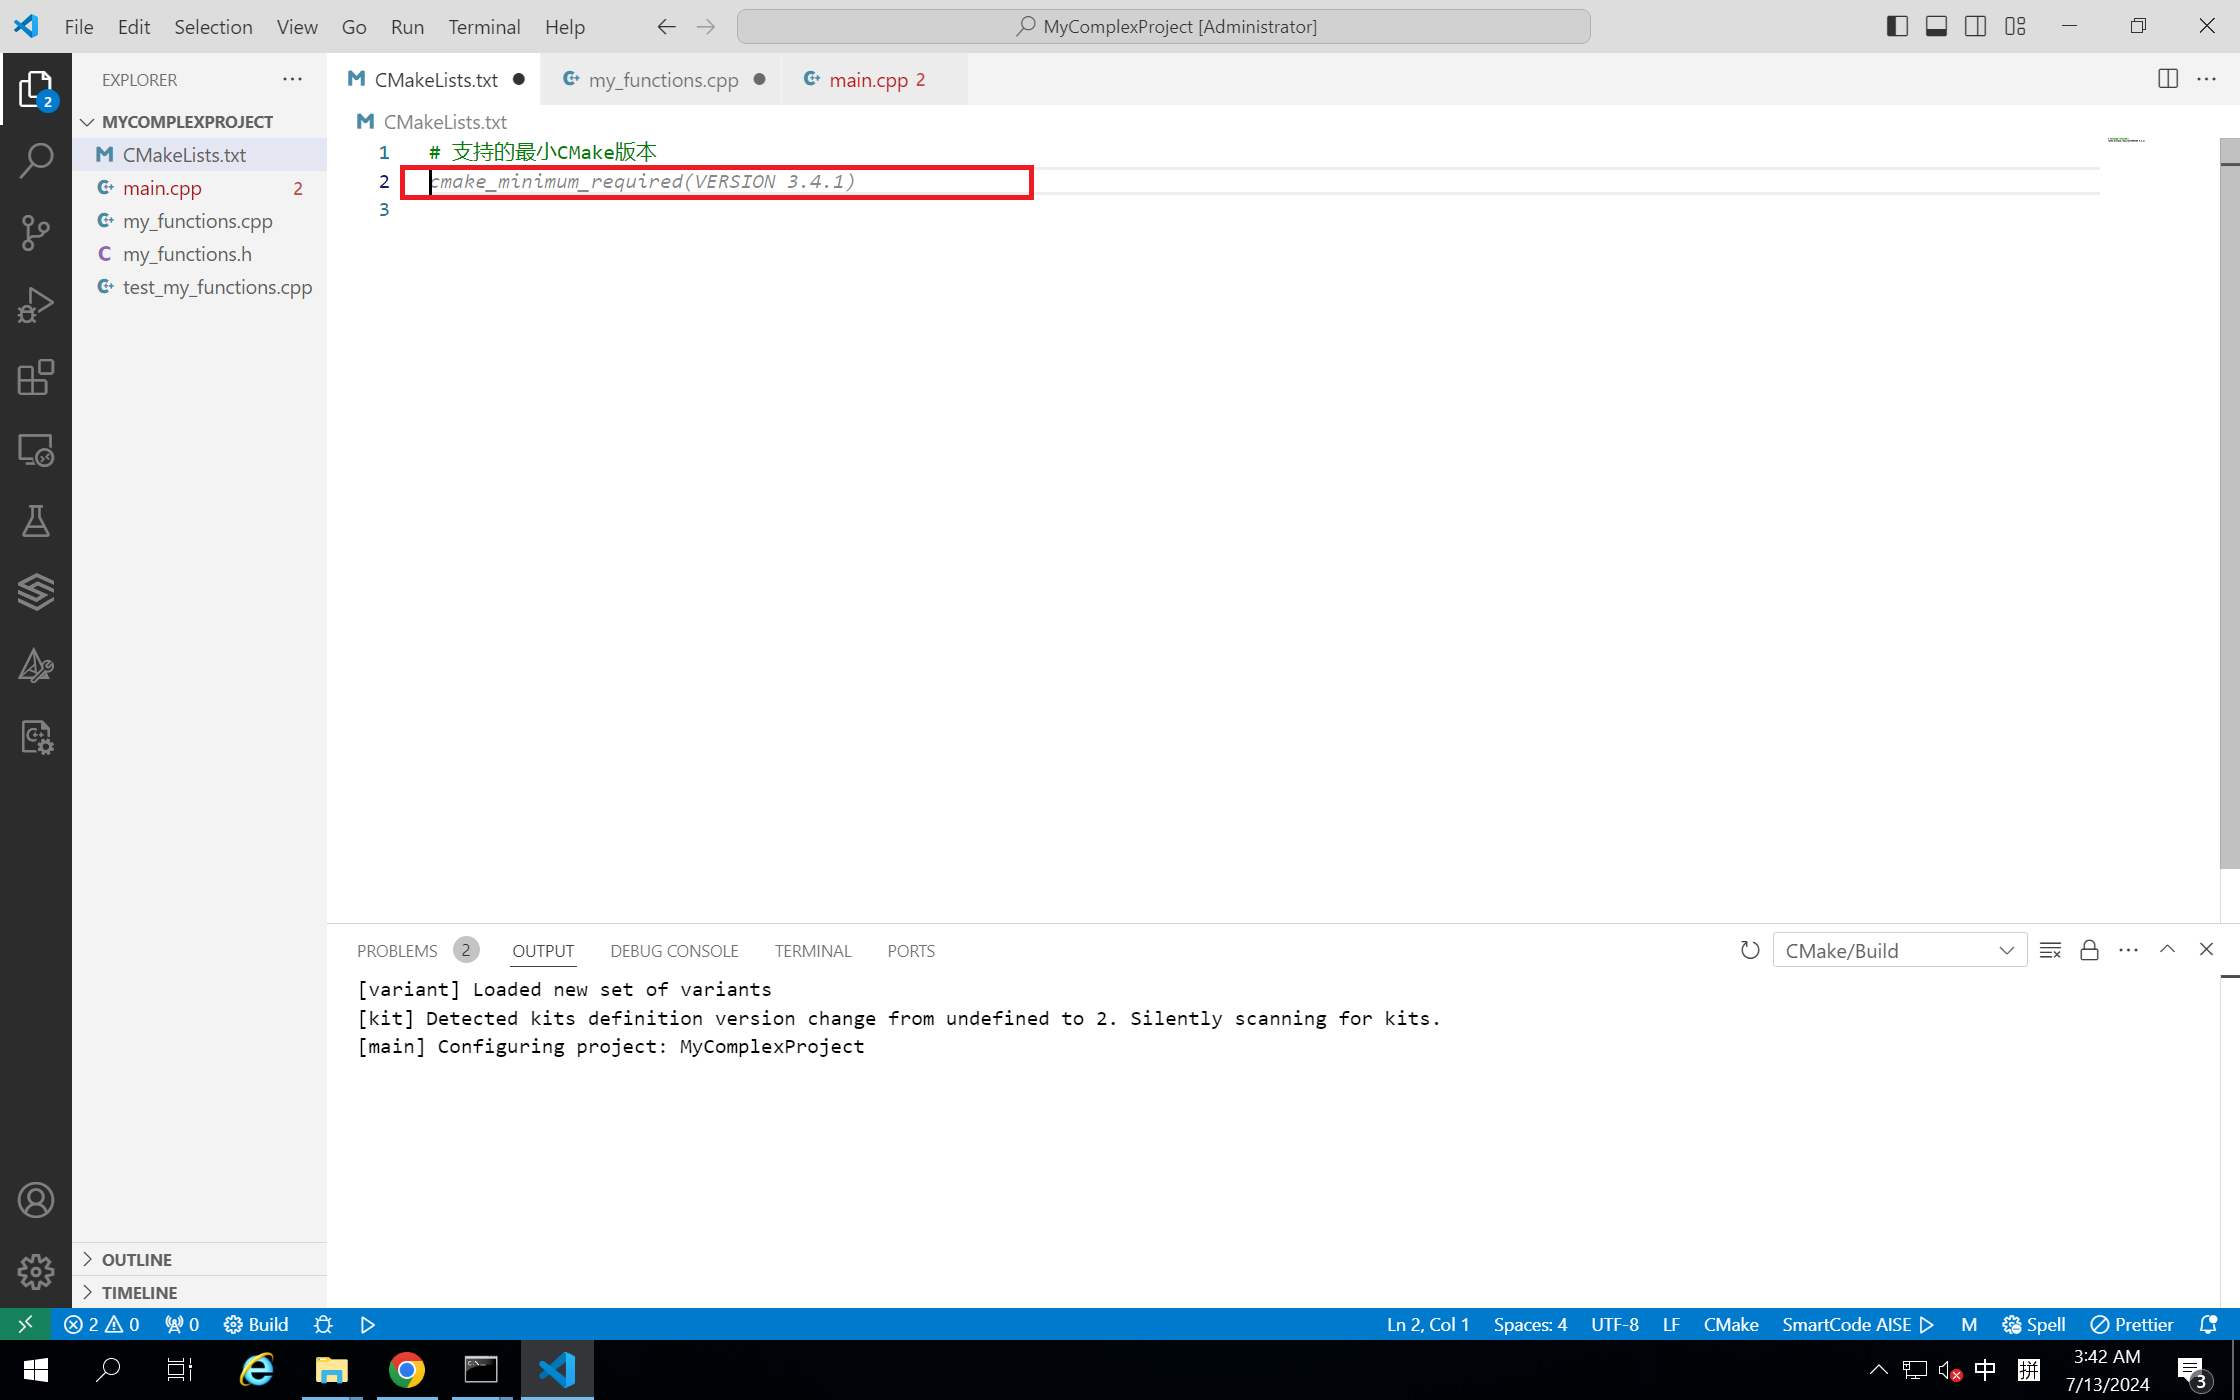 File Edit Selection View Go Run Terminal Help
MyComplexProject [Administrator]
2
EXPLORER
MYCOMPLEXPROJECT
CMakeLists.txt
main.cpp 2
my_functions.cpp
my_functions.h
test_my_functions.cpp
OUTLINE
TIMELINE
CMakeLists.txt my_functions.cpp main.cpp 2
CMakeLists.txt
1 # 支持的最小CMake版本
2 cmake_minimum_required(VERSION 3.4.1)
3
PROBLEMS 2 OUTPUT DEBUG CONSOLE TERMINAL PORTS CMake/Build
[variant] Loaded new set of variants
[kit] Detected kits definition version change from undefined to 2. Silently scanning for kits.
[main] Configuring project: MyComplexProject
2 0 0 Build Ln 2, Col 1 Spaces: 4 UTF-8 LF CMake SmartCode AISE M Spell Prettier
中 拼 3:42 AM
7/13/2024 3